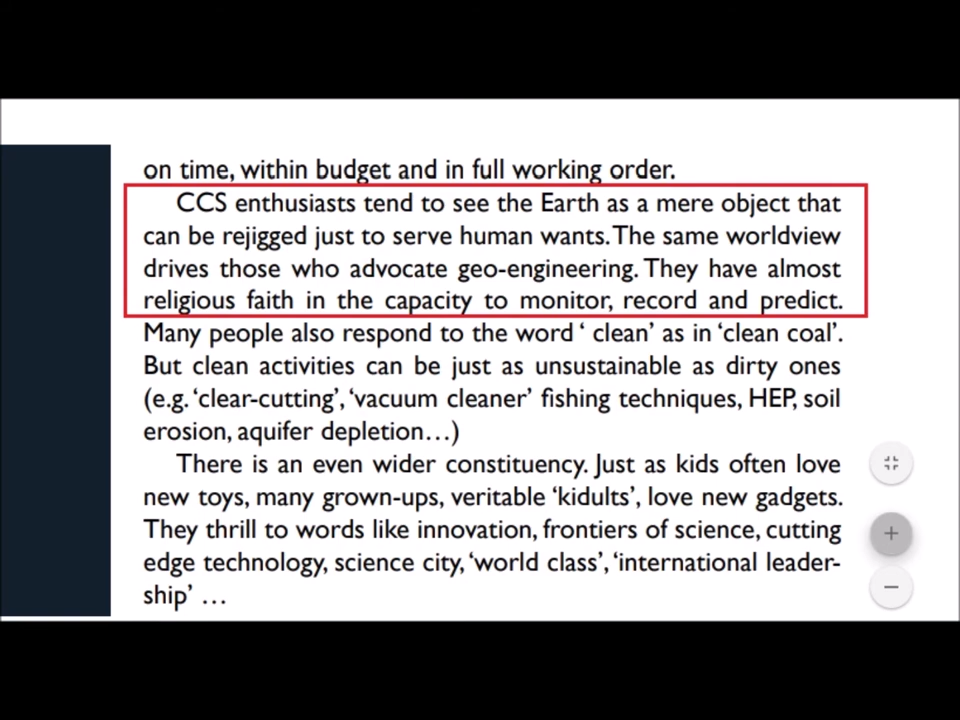 on time, within budget and in full working order.
CCS enthusiasts tend to see the Earth as a mere object that
can be rejigged just to serve human wants. The same worldview
drives those who advocate geo-engineering. They have almost
religious faith in the capacity to monitor, record and predict.
Many people also respond to the word ‘ clean’ as in ‘clean coal’.
But clean activities can be just as unsustainable as dirty ones
(e.g. ‘clear-cutting’, ‘vacuum cleaner’ fishing techniques, HEP, soil
erosion, aquifer depletion…)
There is an even wider constituency. Just as kids often love
new toys, many grown-ups, veritable ‘kidults’, love new gadgets.
They thrill to words like innovation, frontiers of science, cutting
edge technology, science city, ‘world class’, ‘international leader-
ship’ …